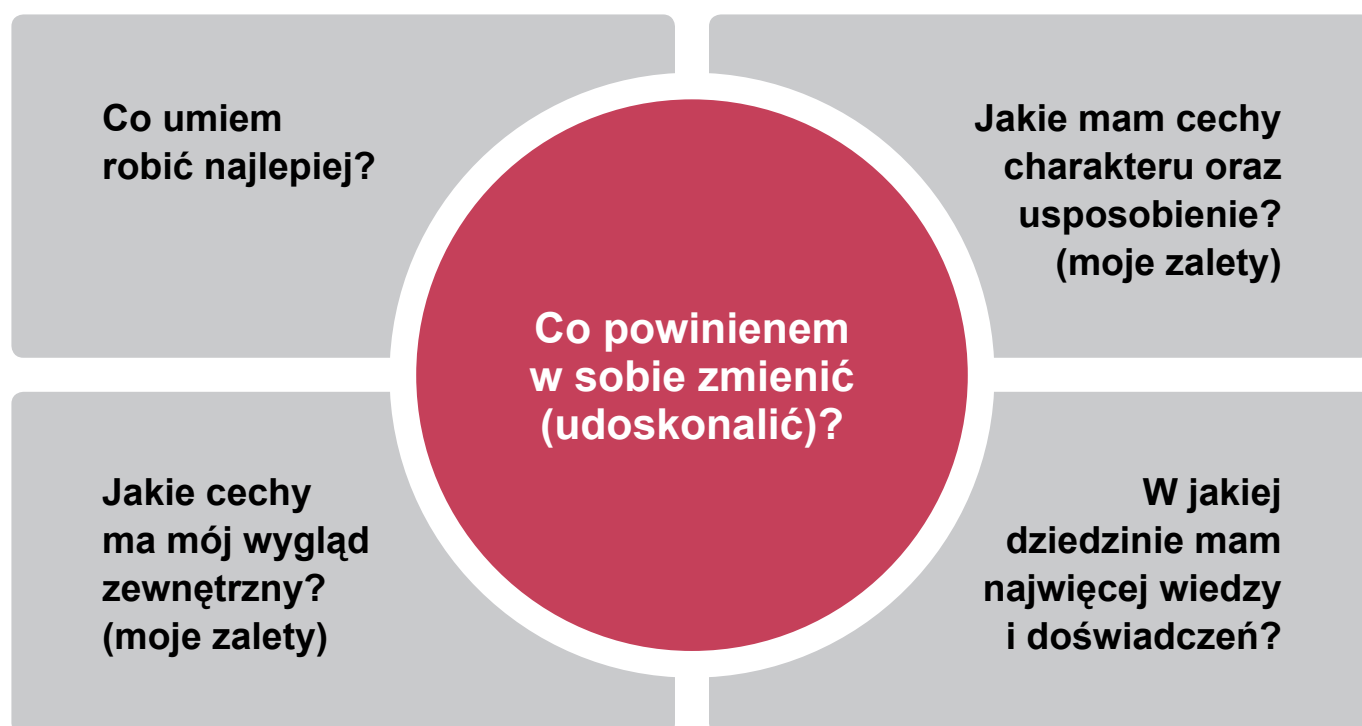 Co umiem
robić najlepiej?
Jakie mam cechy
charakteru oraz
usposobienie?
(moje zalety)
Co powinienem
w sobie zmienić
(udoskonalić)?
Jakie cechy
ma mój wygląd
zewnętrzny?
(moje zalety)
W jakiej
dziedzinie mam
najwięcej wiedzy
i doświadczeń?